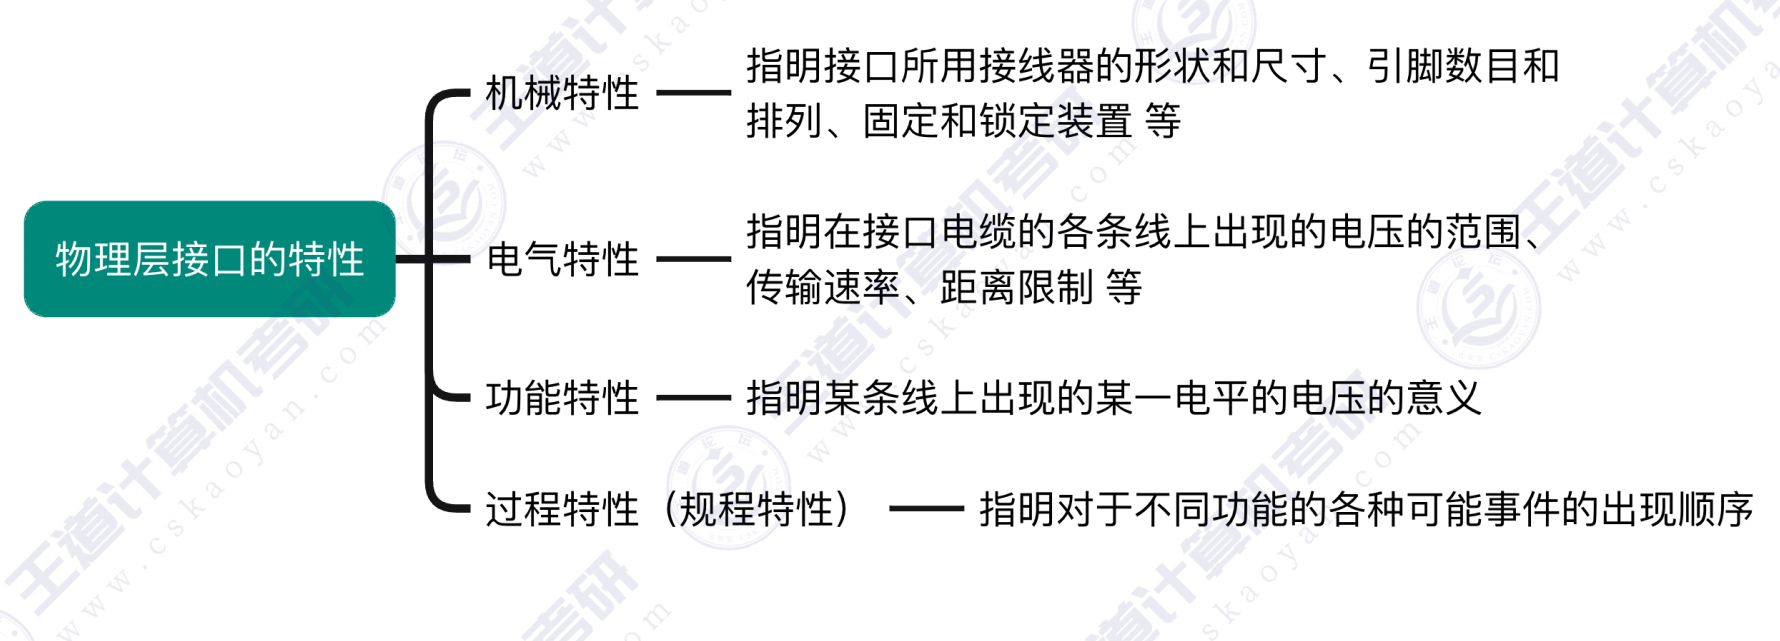 物理层接口的特性
机械特性
指明接口所用接线器的形状和尺寸、引脚数目和
排列、固定和锁定装置 等
电气特性
指明在接口电缆的各条线上出现的电压的范围、
传输速率、距离限制 等
功能特性
指明某条线上出现的某一电平的电压的意义
过程特性（规程特性）
指明对于不同功能的各种可能事件的出现顺序
王道计算机考研
www.cskaoyan.com